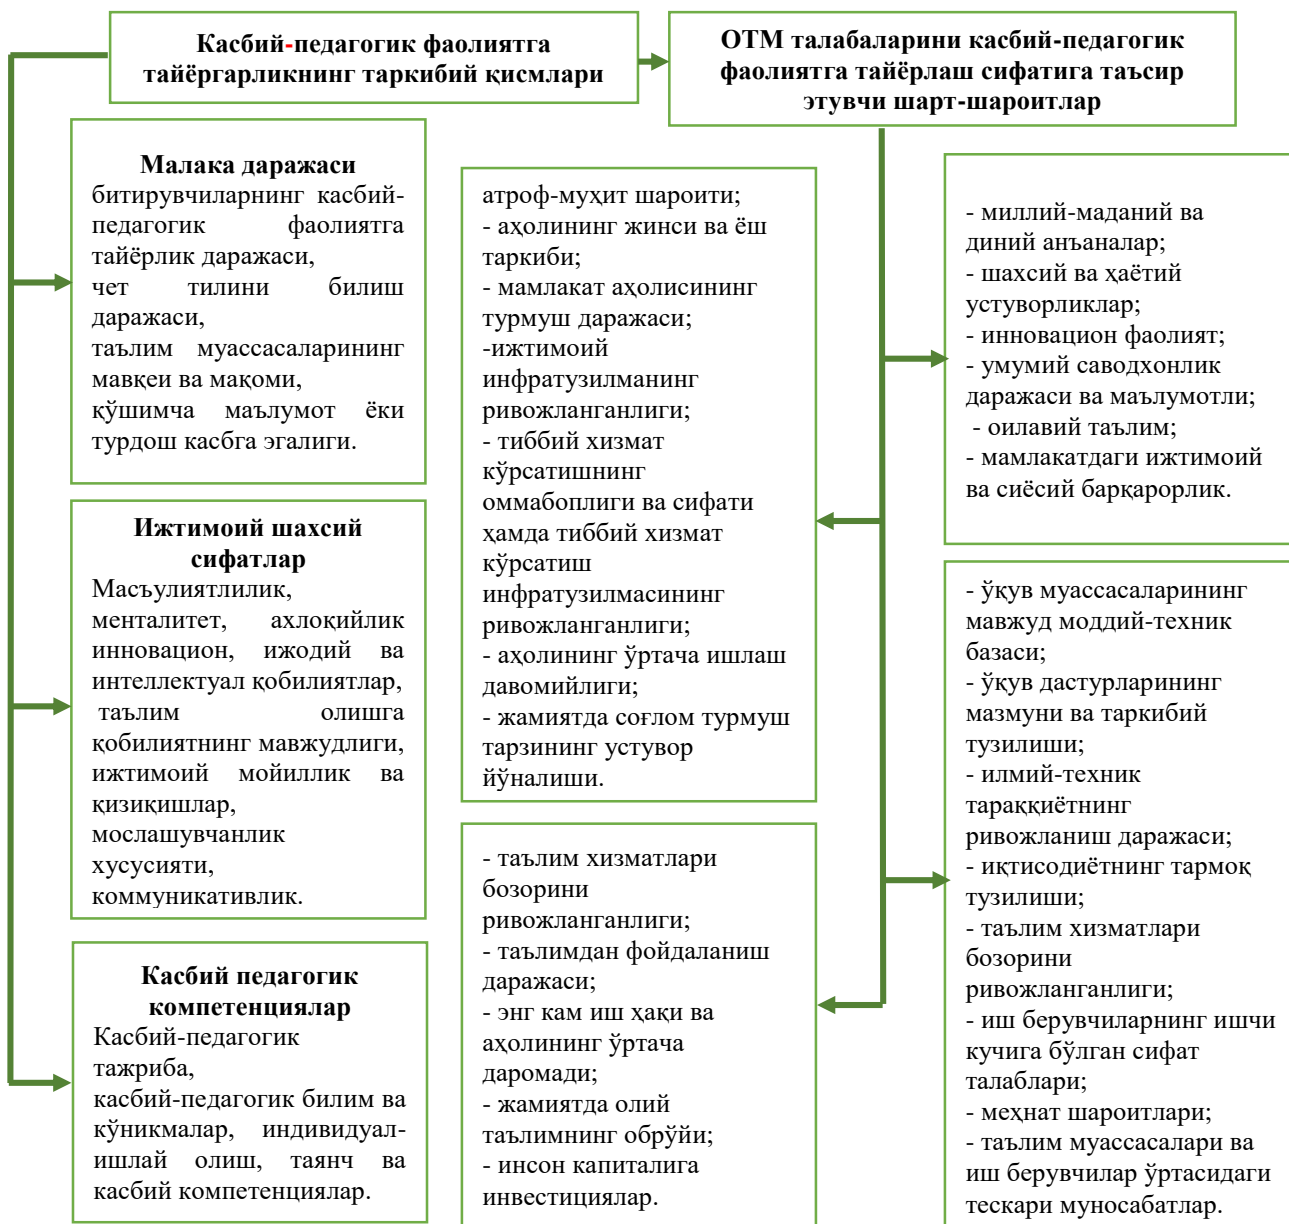 Касбий-педагогик фаолиятга
тайёргарликнинг таркибий қисмлари
ОТМ талабаларини касбий-педагогик
фаолиятга тайёрлаш сифатига таъсир
этувчи шарт-шароитлар
Малака даражаси
битирувчиларнинг касбий-
педагогик фаолиятга
тайёрлик даражаси,
чет тилини билиш
даражаси,
таълим муассасаларининг
мавқеи ва мақоми,
қўшимча маълумот ёки
турдош касбга эгалиги.
Ижтимоий шахсий
сифатлар
Масъулиятлилик,
менталитет, ахлоқийлик
инновацион, ижодий ва
интеллектуал қобилиятлар,
таълим олишга
қобилиятнинг мавжудлиги,
ижтимоий мойиллик ва
қизиқишлар,
мослашувчанлик
хусусияти,
коммуникативлик.
Касбий педагогик
компетенциялар
Касбий-педагогик
тажриба,
касбий-педагогик билим ва
кўникмалар, индивидуал-
ишлай олиш, таянч ва
касбий компетенциялар.
атроф-муҳит шароити;
- аҳолининг жинси ва ёш
таркиби;
- мамлакат аҳолисининг
турмуш даражаси;
-ижтимоий
инфратузилманинг
ривожланганлиги;
- тиббий хизмат
кўрсатишнинг
оммабоплиги ва сифати
ҳамда тиббий хизмат
кўрсатиш
инфратузилмасининг
ривожланганлиги;
- аҳолининг ўртача ишлаш
давомийлиги;
- жамиятда соғлом турмуш
тарзининг устувор
йўналиши.
- таълим хизматлари
бозорини
ривожланганлиги;
- таълимдан фойдаланиш
даражаси;
- энг кам иш ҳақи ва
аҳолининг ўртача
даромади;
- жамиятда олий
таълимнинг обрўйи;
- инсон капиталига
инвестициялар.
- миллий-маданий ва
диний анъаналар;
- шахсий ва ҳаётий
устуворликлар;
- инновацион фаолият;
- умумий саводхонлик
даражаси ва маълумотли;
- оилавий таълим;
- мамлакатдаги ижтимоий
ва сиёсий барқарорлик.
- ўқув муассасаларининг
мавжуд моддий-техник
базаси;
- ўқув дастурларининг
мазмуни ва таркибий
тузилиши;
- илмий-техник
тараққиётнинг
ривожланиш даражаси;
- иқтисодиётнинг тармоқ
тузилиши;
- таълим хизматлари
бозорини
ривожланганлиги;
- иш берувчиларнинг ишчи
кучига бўлган сифат
талаблари;
- меҳнат шароитлари;
- таълим муассасалари ва
иш берувчилар ўртасидаги
тескари муносабатлар.